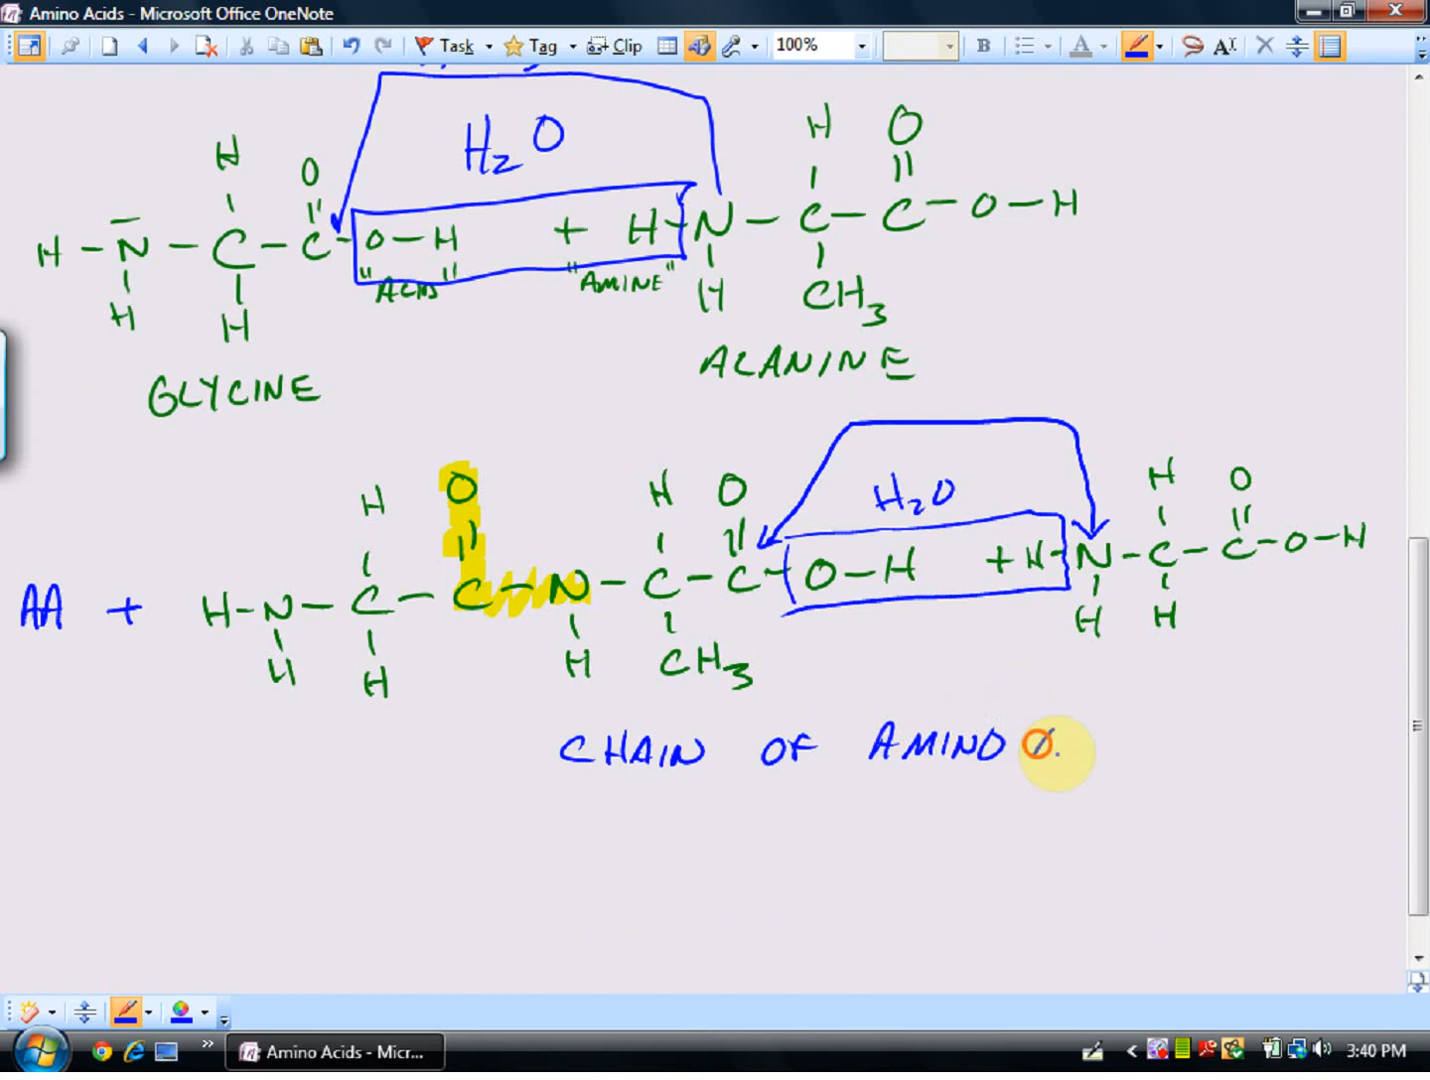 Amino Acids - Microsoft Office OneNote
Task Tag Clip 100% B A
H O H O
H2O
H - N - C - C - O - H + H - N - C - C - O - H
"ACID" "AMINE"
H H H CH3
GLYCINE ALANINE
H O H O H2O H O
AA + H - N - C - C - N - C - C - O - H + H - N - C - C - O - H
H H H CH3 H H
CHAIN OF AMINO
Amino Acids - Micr... 3:40 PM